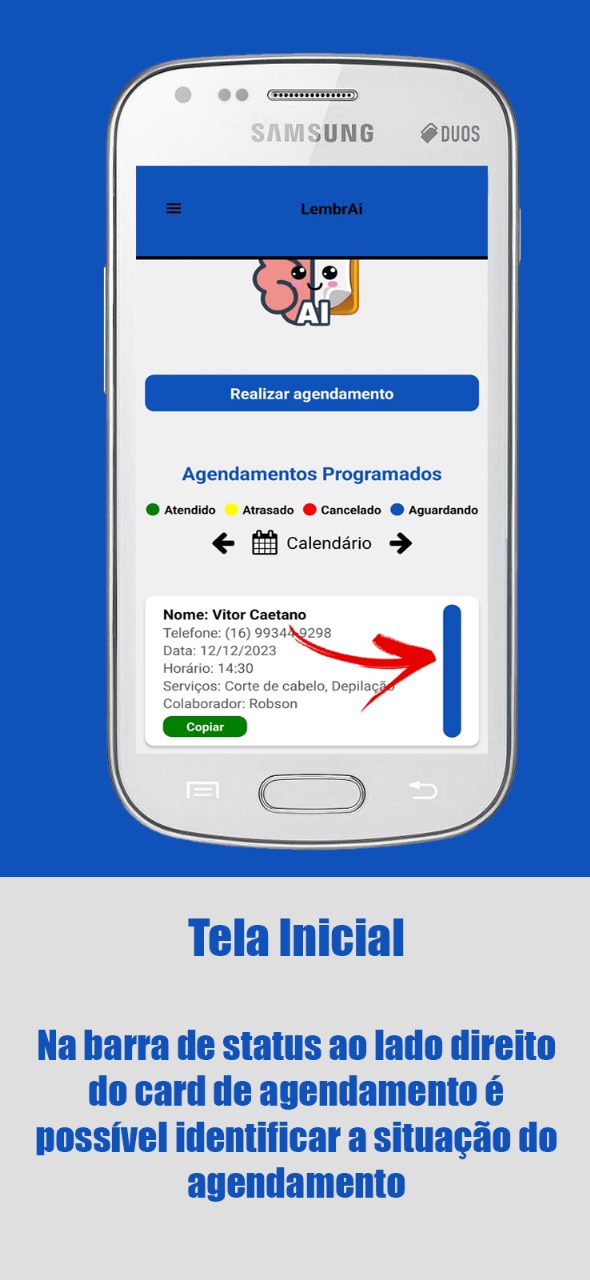 SAMSUNG DUOS
LembrAi
AI
Realizar agendamento
Agendamentos Programados
Atendido Atrasado Cancelado Aguardando
Calendário
Nome: Vitor Caetano
Telefone: (16) 99344-9298
Data: 12/12/2023
Horário: 14:30
Serviços: Corte de cabelo, Depilação
Colaborador: Robson
Copiar
Tela Inicial
Na barra de status ao lado direito
do card de agendamento é
possível identificar a situação do
agendamento